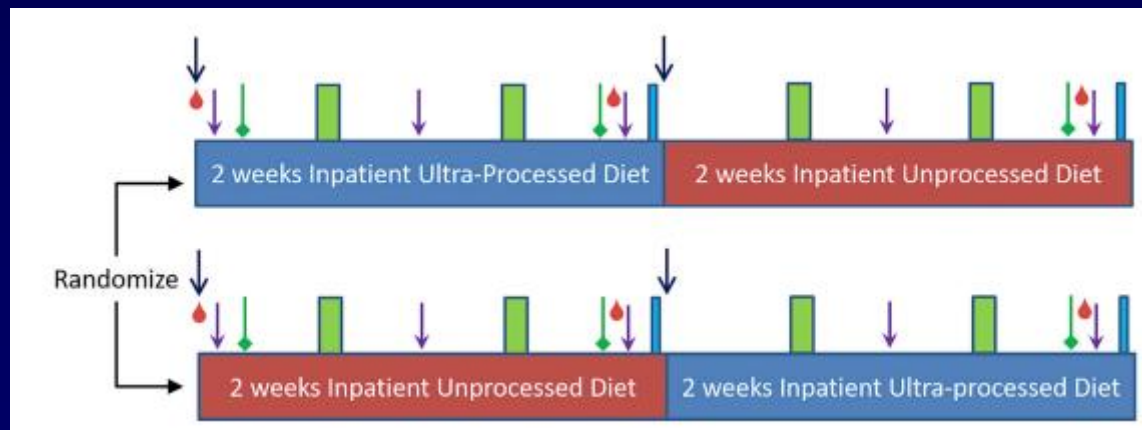 2 weeks Inpatient Ultra-Processed Diet
2 weeks Inpatient Unprocessed Diet
Randomize
2 weeks Inpatient Unprocessed Diet
2 weeks Inpatient Ultra-processed Diet